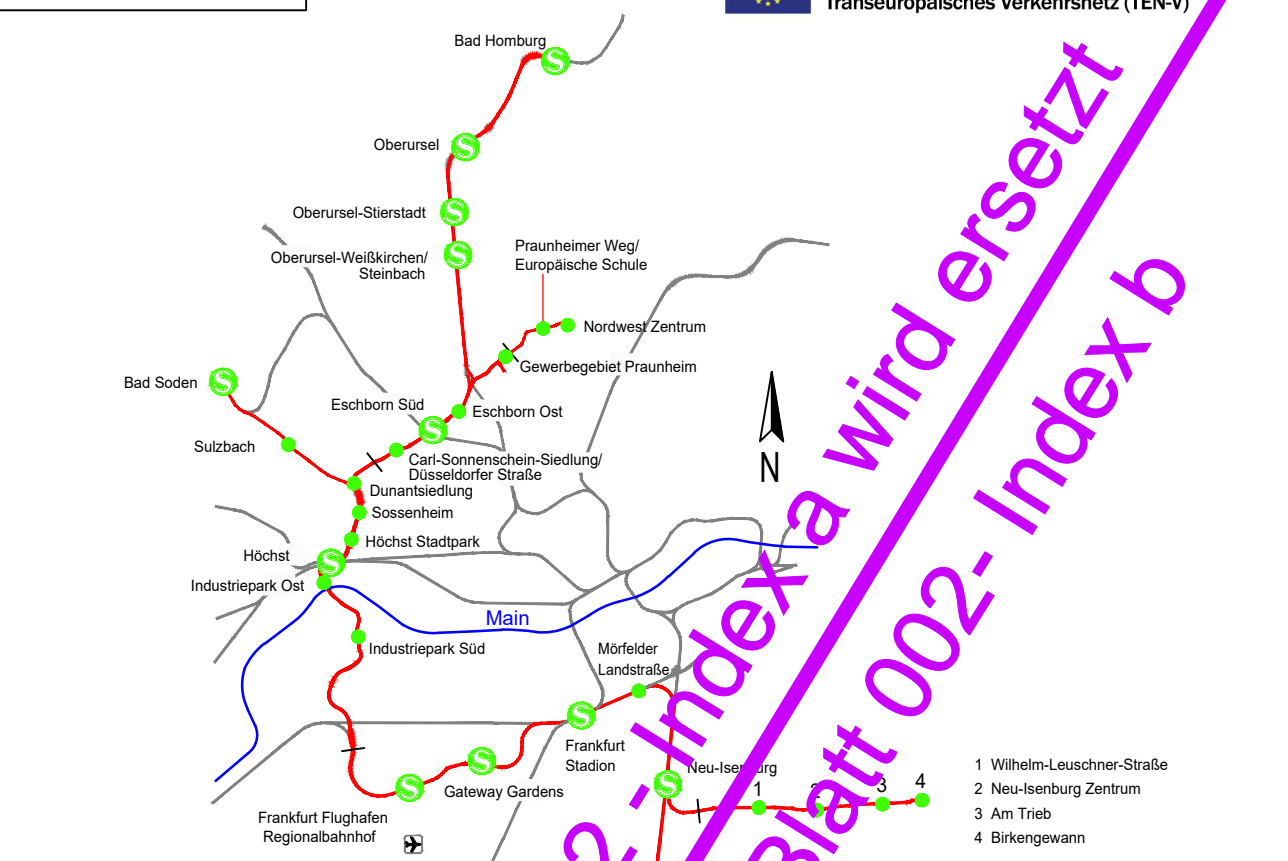 Transeuropäisches Verkehrsnetz (TEN-V)
Bad Homburg
Oberursel
Oberursel-Stierstadt
Oberursel-Weißkirchen/
Steinbach
Praunheimer Weg/
Europäische Schule
Nordwest Zentrum
Gewerbegebiet Praunheim
Bad Soden
Eschborn Süd
Eschborn Ost
Sulzbach
Carl-Sonnenschein-Siedlung/
Düsseldorfer Straße
Dunantsiedlung
Sossenheim
Höchst Stadtpark
Höchst
Industriepark Ost
Main
Industriepark Süd
Mörfelder
Landstraße
N
Frankfurt
Stadion
Gateway Gardens
Frankfurt Flughafen
Regionalbahnhof
Neu-Isenburg
1
2
3
4
1 Wilhelm-Leuschner-Straße
2 Neu-Isenburg Zentrum
3 Am Trieb
4 Birkengewann
2 - Index a wird ersetzt
Blatt 002- Index b